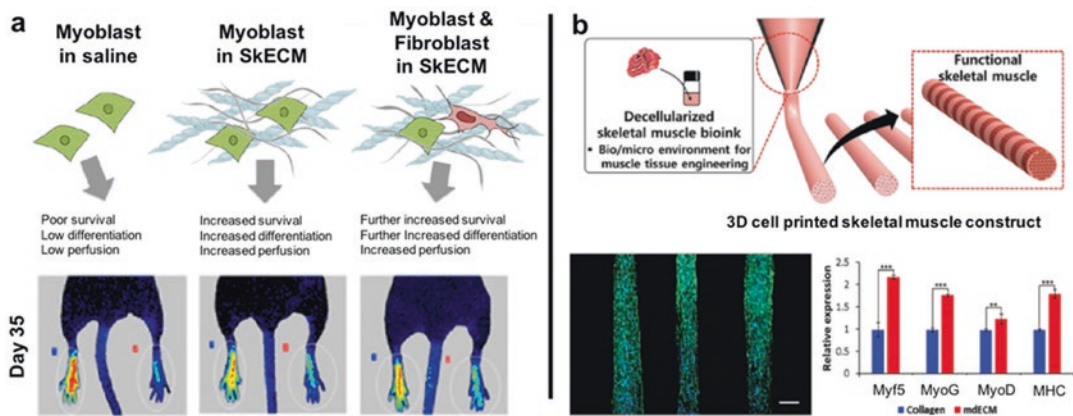 a
Myoblast
in saline
Myoblast
in SkECM
Myoblast &
Fibroblast
in SkECM
Poor survival
Low differentiation
Low perfusion
Increased survival
Increased differentiation
Increased perfusion
Further increased survival
Further Increased differentiation
Increased perfusion
Day 35
b
Decellularized
skeletal muscle bioink
• Bio/micro environment for
muscle tissue engineering
Functional
skeletal muscle
3D cell printed skeletal muscle construct
Relative expression
2.5
2
1.5
1
0.5
0
***
***
**
***
Myf5 MyoG MyoD MHC
Collagen mdECM